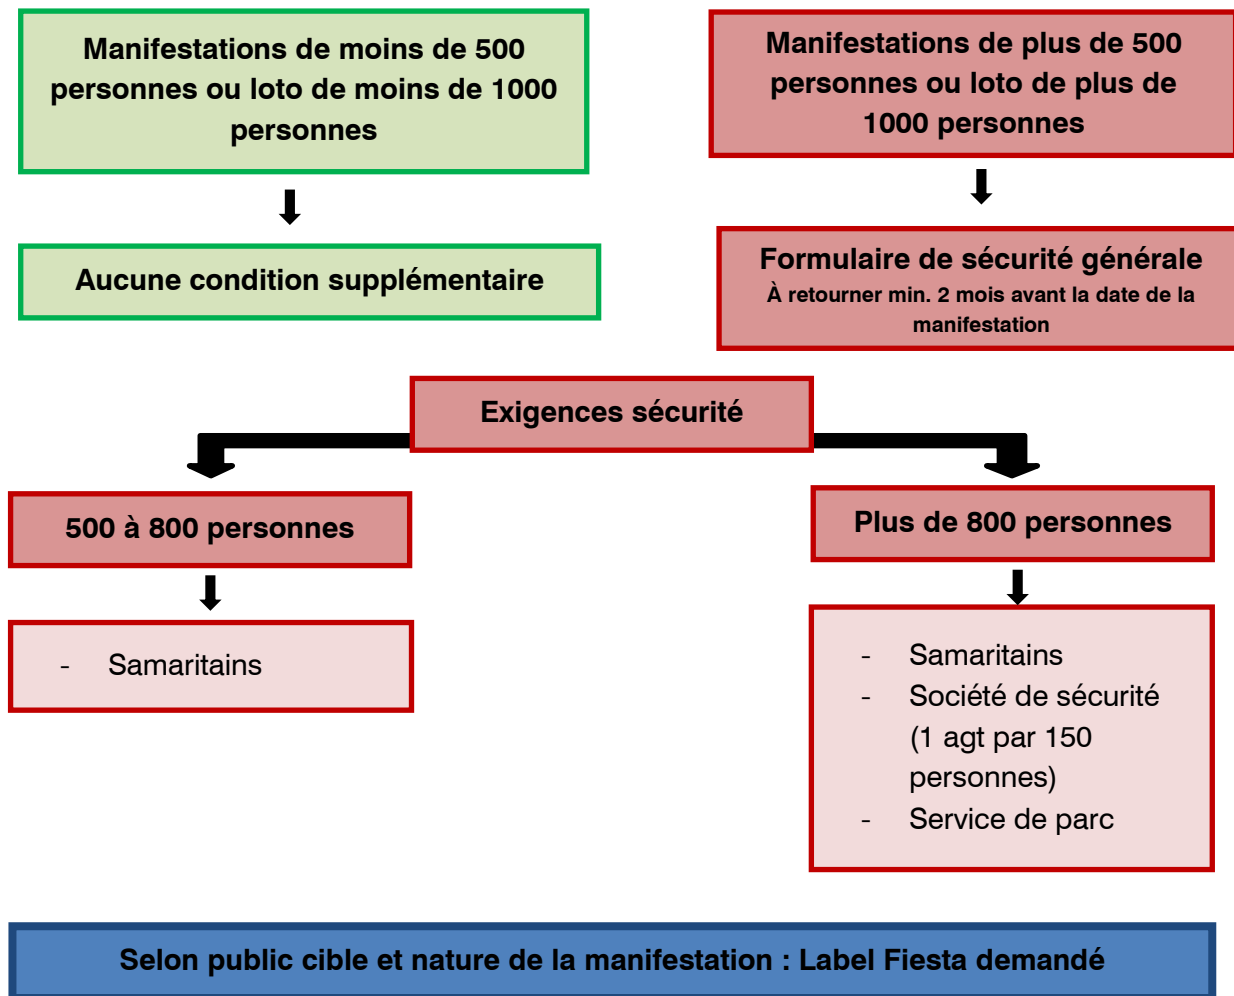 Manifestations de moins de 500
personnes ou loto de moins de 1000
personnes
Manifestations de plus de 500
personnes ou loto de plus de
1000 personnes
Aucune condition supplémentaire
Formulaire de sécurité générale
À retourner min. 2 mois avant la date de la
manifestation
Exigences sécurité
500 à 800 personnes
Plus de 800 personnes
- Samaritains
- Samaritains
- Société de sécurité
(1 agt par 150
personnes)
- Service de parc
Selon public cible et nature de la manifestation : Label Fiesta demandé